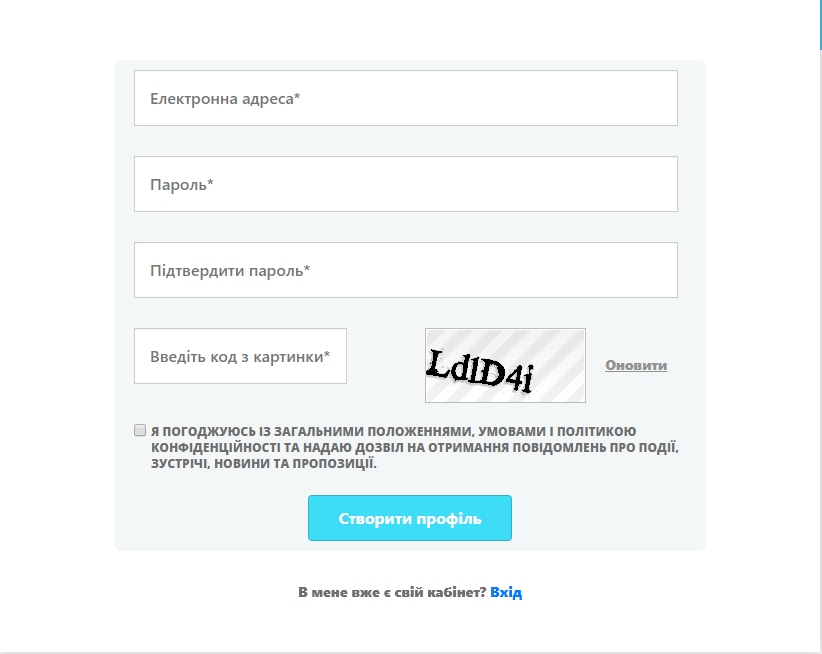 Електронна адреса*
Пароль*
Підтвердити пароль*
Введіть код з картинки*
LdlD4i
Оновити
Я ПОГОДЖУЮСЬ ІЗ ЗАГАЛЬНИМИ ПОЛОЖЕННЯМИ, УМОВАМИ І ПОЛІТИКОЮ
КОНФІДЕНЦІЙНОСТІ ТА НАДАЮ ДОЗВІЛ НА ОТРИМАННЯ ПОВІДОМЛЕНЬ ПРО ПОДІЇ,
ЗУСТРІЧІ, НОВИНИ ТА ПРОПОЗИЦІЇ.
Створити профіль
В мене вже є свій кабінет? Вхід